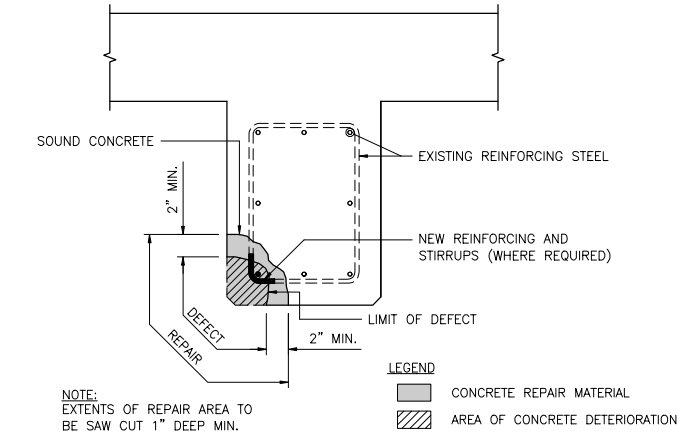 SOUND CONCRETE
EXISTING REINFORCING STEEL
2" MIN.
NEW REINFORCING AND
STIRRUPS (WHERE REQUIRED)
LIMIT OF DEFECT
DEFECT
2" MIN.
REPAIR
LEGEND
CONCRETE REPAIR MATERIAL
AREA OF CONCRETE DETERIORATION
NOTE:
EXTENTS OF REPAIR AREA TO
BE SAW CUT 1" DEEP MIN.